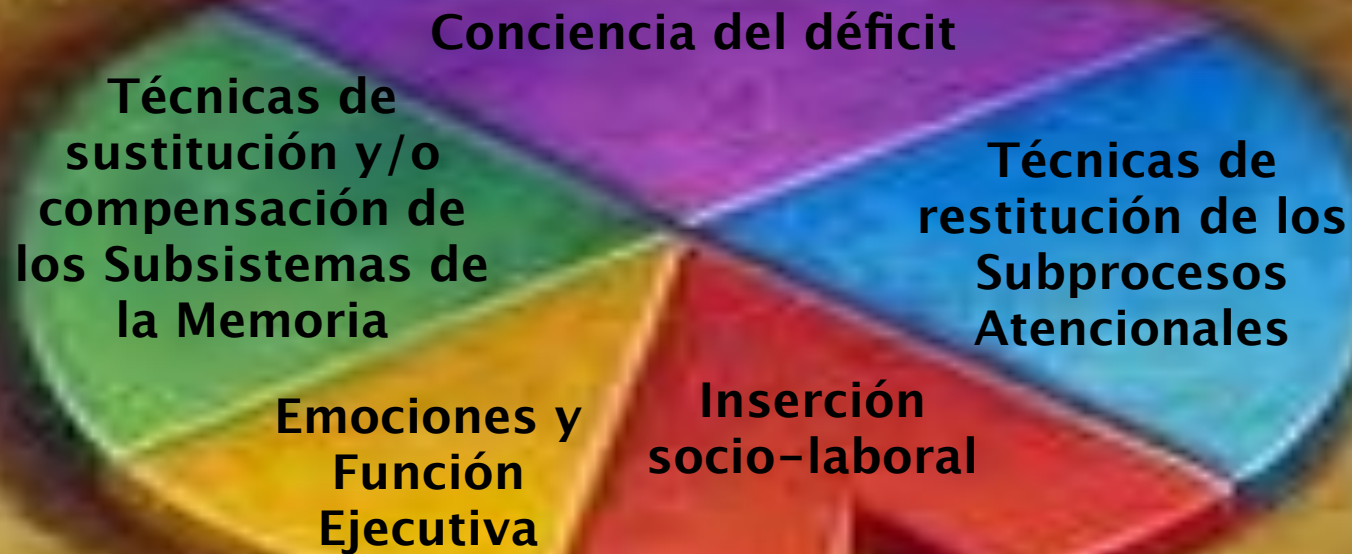 Conciencia del déficit
Técnicas de
sustitución y/o
compensación de
los Subsistemas de
la Memoria
Técnicas de
restitución de los
Subprocesos
Atencionales
Emociones y
Función
Ejecutiva
Inserción
socio-laboral